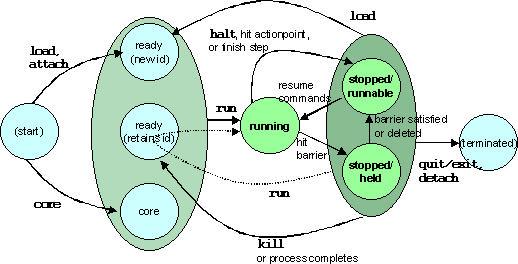 load
halt, hit actionpoint,
or finish step
load,
attach
ready
(new id)
stopped/
runnable
resume
commands
run
(start)
ready
(retains id)
running
barrier satisfied
or deleted
(terminated)
hit
barrier
stopped/
held
quit/exit,
detach
run
core
core
kill
or process completes